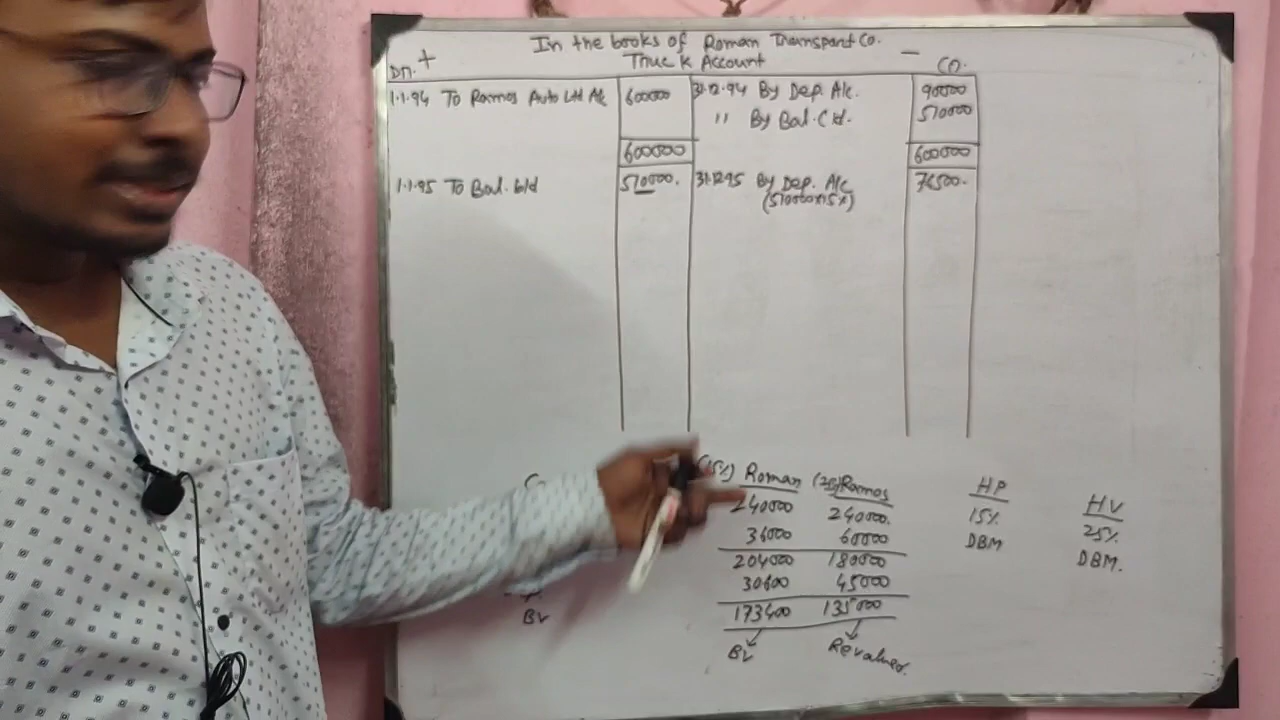 In the books of Roman Transport Co.
Truck Account
Dr. + − Cr.
1.1.94 To Ramos Auto Ltd A/c 600000 31.12.94 By Dep. A/c. 90000
" By Bal. C/d. 510000
600000 600000
1.1.95 To Bal. b/d 510000. 31.12.95 By Dep. A/c 76500.
(510000x15%)
(15%) Roman (25%) Ramos HP HV
240000 240000. 15% 25%
36000 60000 DBM DBM.
204000 180000
30600 45000
173400 135000
BV BV Revalued.